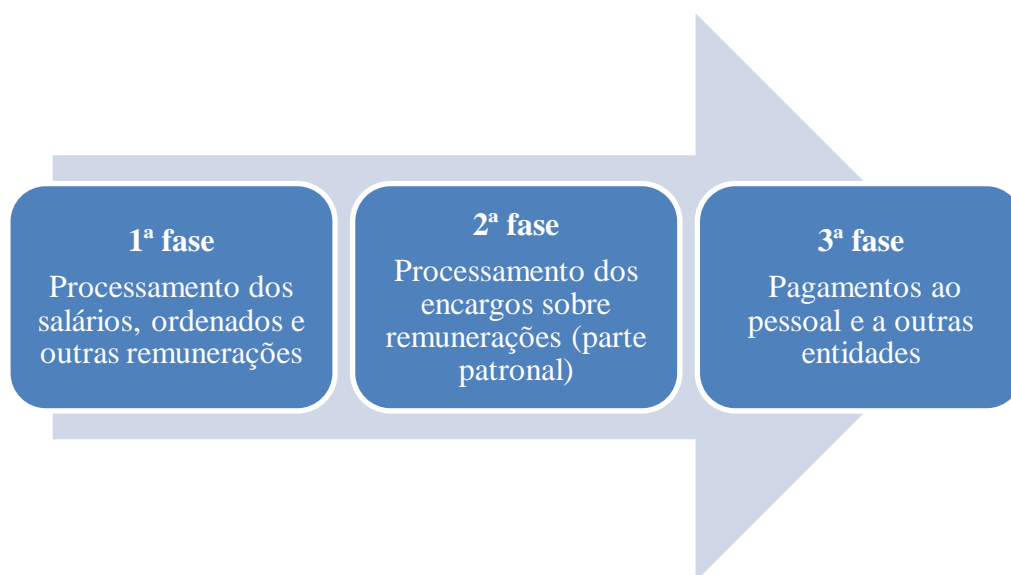 1ª fase
Processamento dos
salários, ordenados e
outras remunerações
2ª fase
Processamento dos
encargos sobre
remunerações (parte
patronal)
3ª fase
Pagamentos ao
pessoal e a outras
entidades